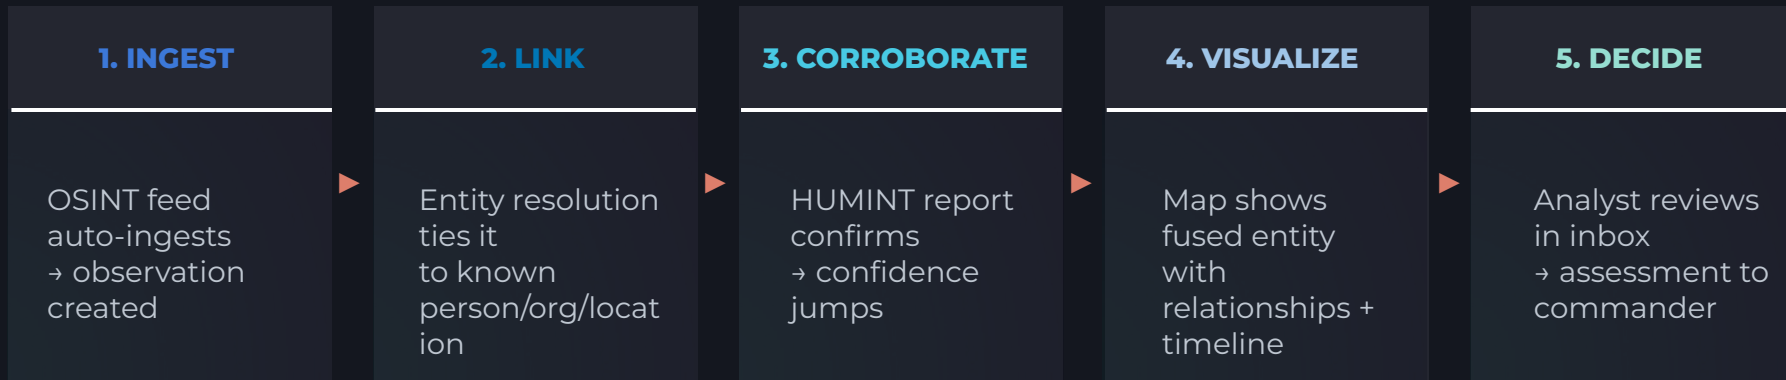 1. INGEST
OSINT feed
auto-ingests
→ observation
created
2. LINK
Entity resolution
ties it
to known
person/org/locat
ion
3. CORROBORATE
HUMINT report
confirms
→ confidence
jumps
4. VISUALIZE
Map shows
fused entity
with
relationships +
timeline
5. DECIDE
Analyst reviews
in inbox
→ assessment to
commander